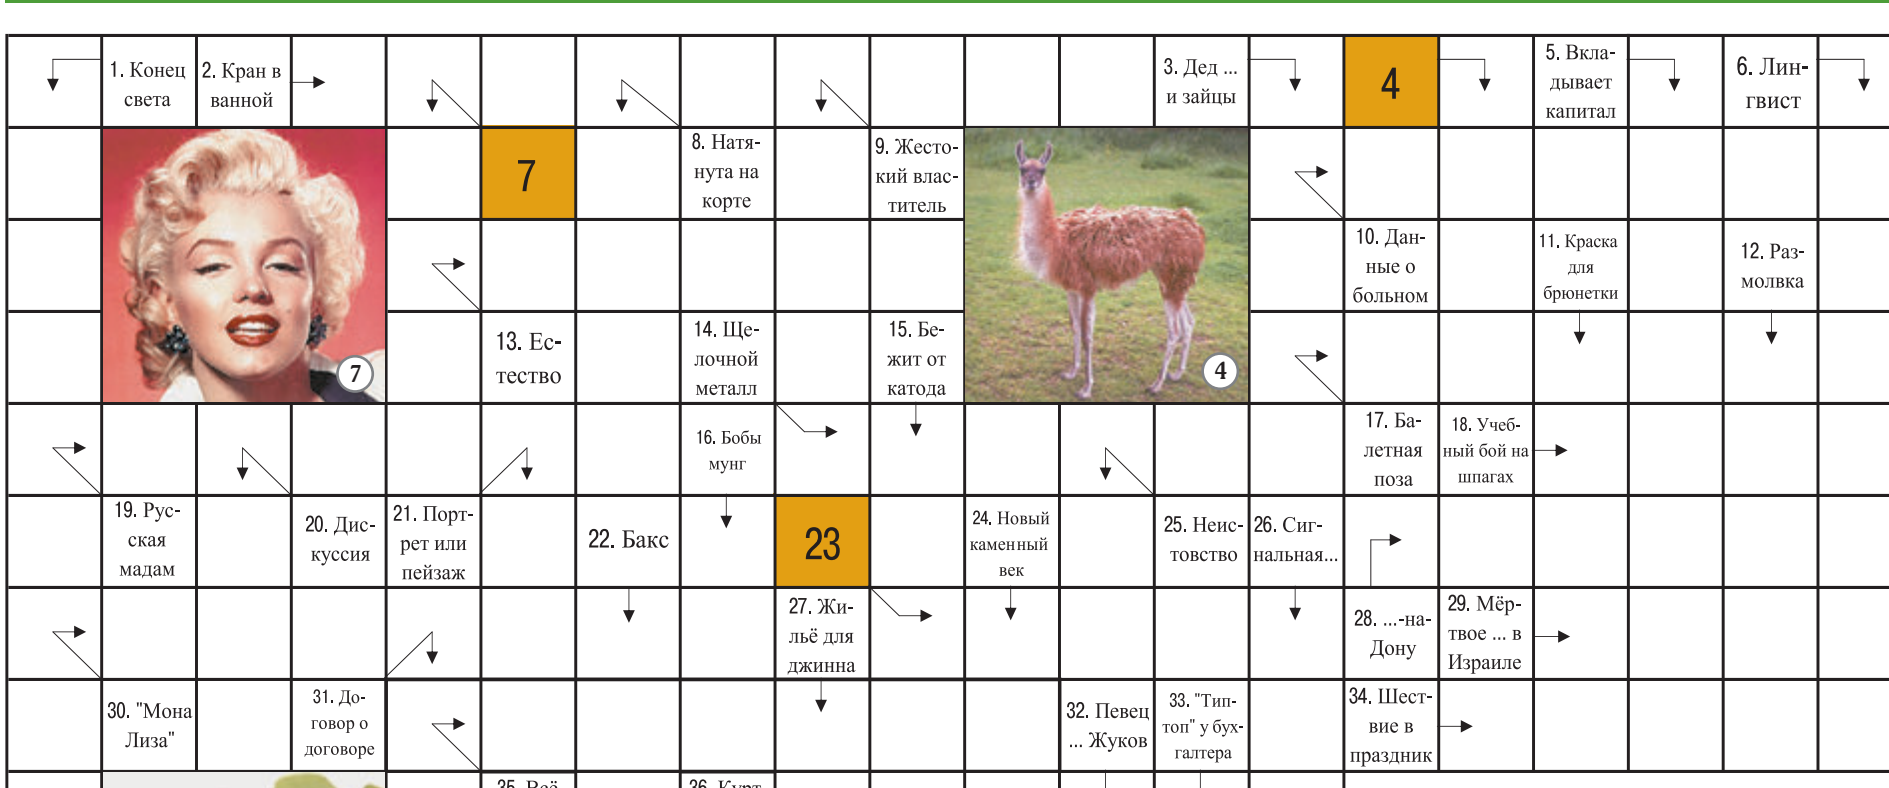 1. Конец
света
2. Кран в
ванной
3. Дед ...
и зайцы
4
5. Вкла-
дывает
капитал
6. Лин-
гвист
7
8. Натя-
нута на
корте
9. Жесто-
кий влас-
титель
10. Дан-
ные о
больном
11. Краска
для
брюнетки
12. Раз-
молвка
7
13. Ес-
тество
14. Ще-
лочной
металл
15. Бе-
жит от
катода
4
16. Бобы
мунг
17. Ба-
летная
поза
18. Учеб-
ный бой на
шпагах
19. Рус-
ская
мадам
20. Дис-
куссия
21. Порт-
рет или
пейзаж
22. Бакс
23
24. Новый
каменный
век
25. Неис-
товство
26. Сиг-
нальная...
27. Жи-
льё для
джинна
28. ...-на-
Дону
29. Мёр-
твое ... в
Израиле
30. "Мона
Лиза"
31. До-
говор о
договоре
32. Певец
... Жуков
33. "Тип-
топ" у бух-
галтера
34. Шест-
вие в
праздник
35. Всё
36. Курт